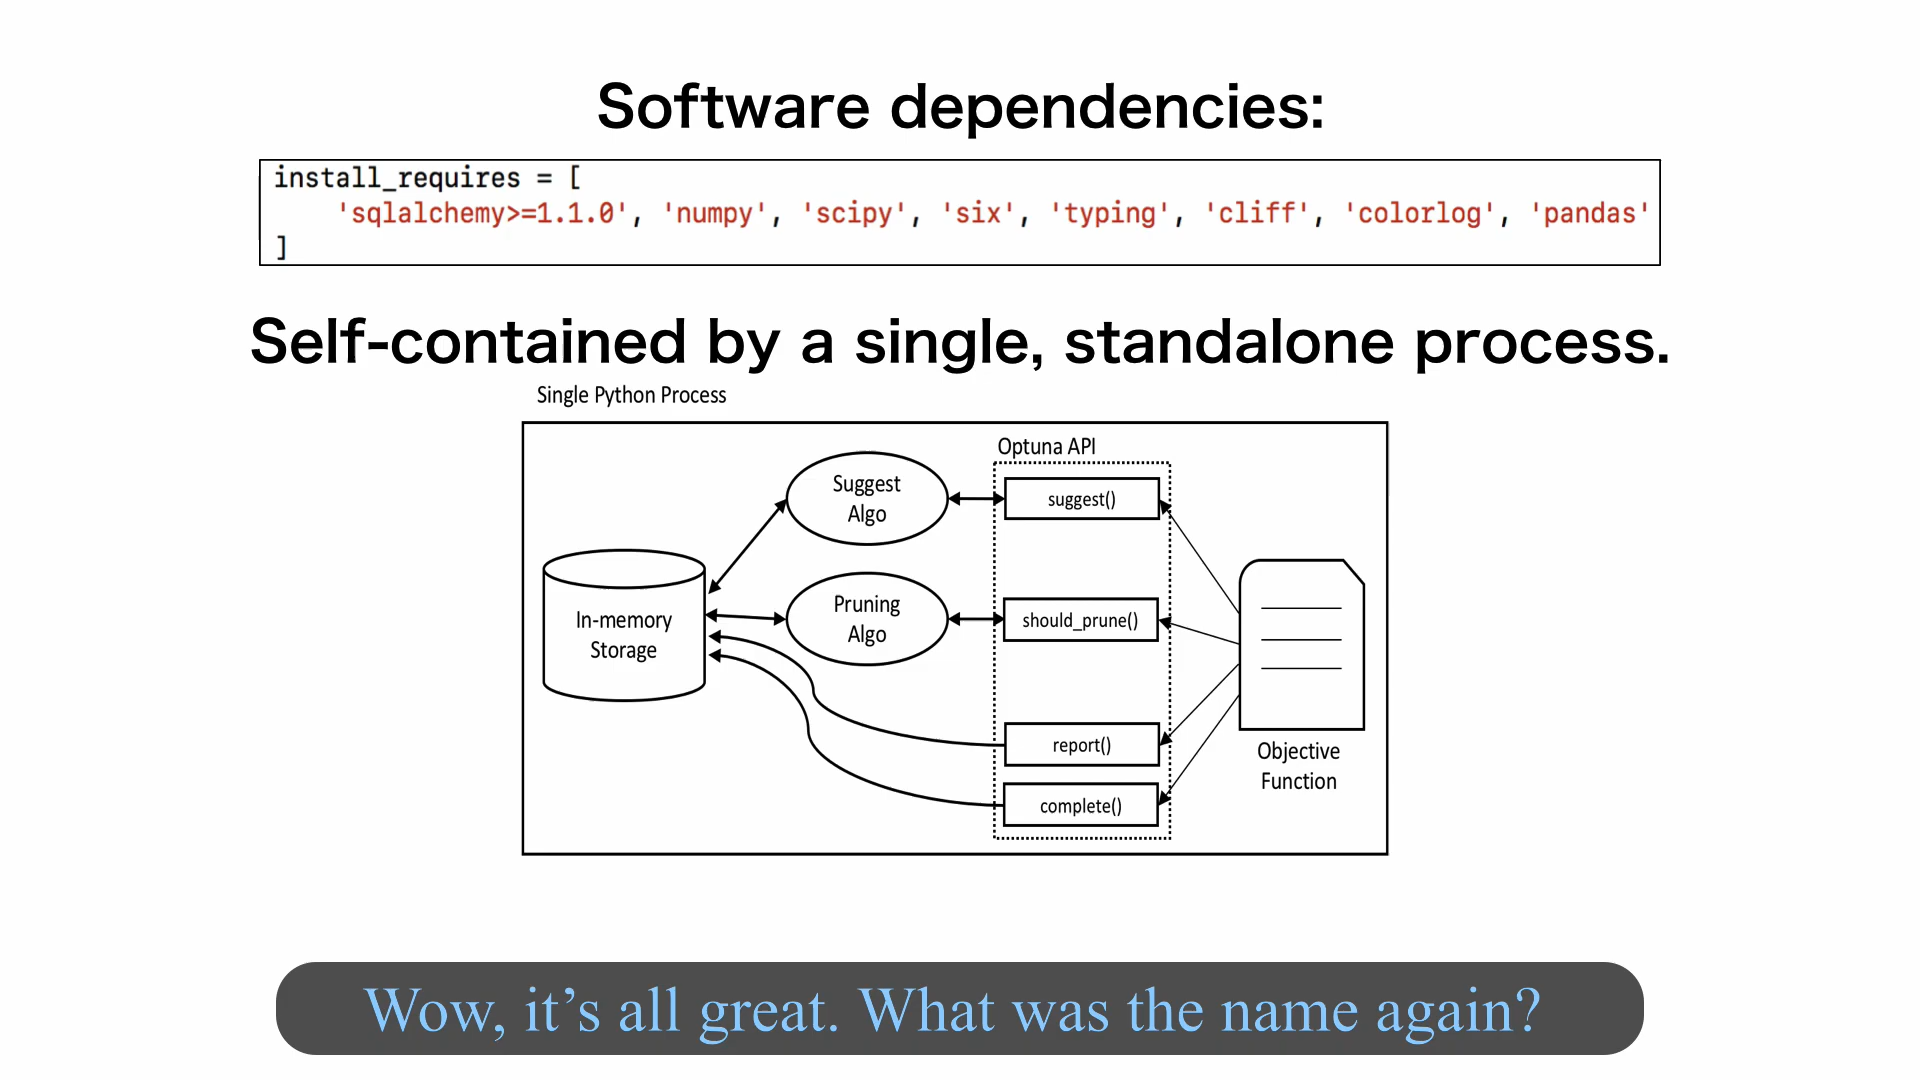 Software dependencies:
install_requires = [
'sqlalchemy>=1.1.0', 'numpy', 'scipy', 'six', 'typing', 'cliff', 'colorlog', 'pandas'
]
Self-contained by a single, standalone process.
Single Python Process
Optuna API
Suggest
Algo
suggest()
Pruning
Algo
should_prune()
In-memory
Storage
report()
complete()
Objective
Function
Wow, it’s all great. What was the name again?